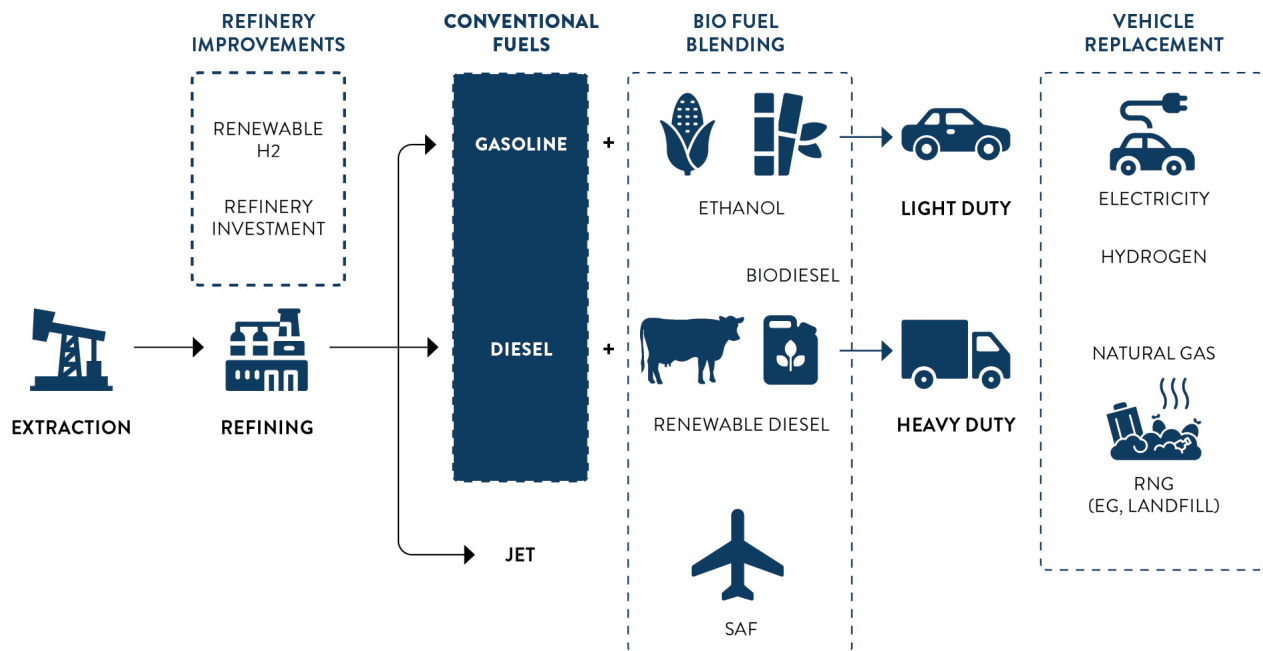 REFINERY
IMPROVEMENTS
RENEWABLE
H2
REFINERY
INVESTMENT
EXTRACTION
REFINING
CONVENTIONAL
FUELS
GASOLINE
+
DIESEL
+
JET
BIO FUEL
BLENDING
ETHANOL
BIODIESEL
RENEWABLE DIESEL
SAF
LIGHT DUTY
HEAVY DUTY
VEHICLE
REPLACEMENT
ELECTRICITY
HYDROGEN
NATURAL GAS
RNG
(EG, LANDFILL)